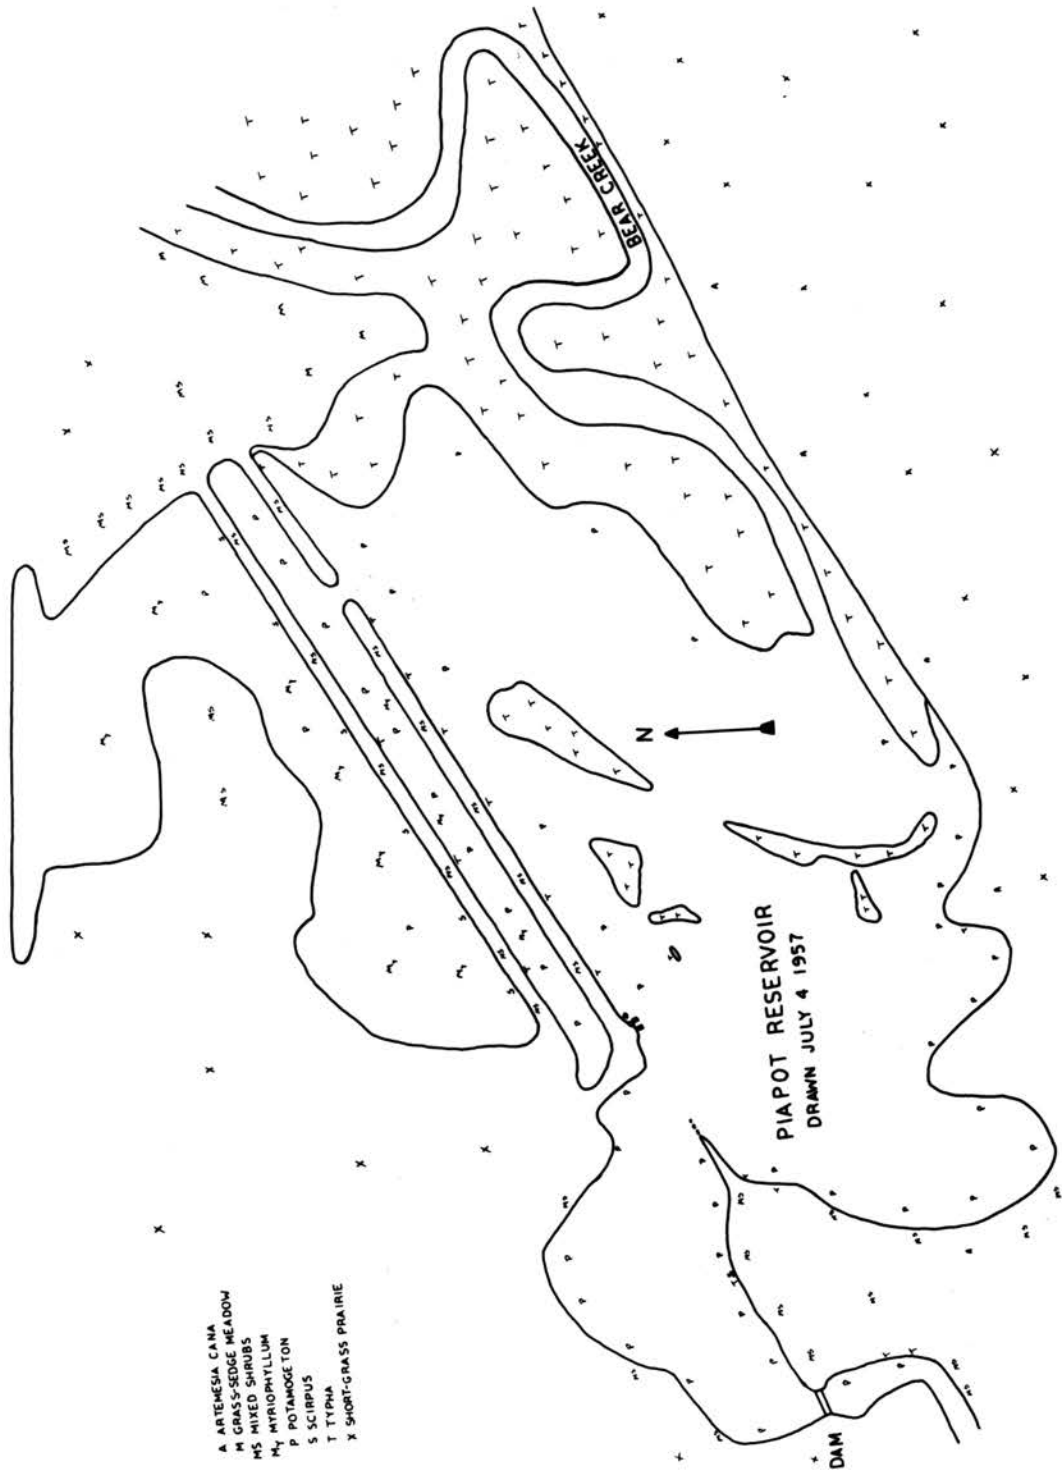 BEAR CREEK
N
PIAPOT RESERVOIR
DRAWN JULY 4 1957
A ARTEMESIA CANA
M GRASS-SEDGE MEADOW
MS MIXED SHRUBS
My MYRIOPHYLLUM
P POTAMOGETON
S SCIRPUS
T TYPHA
X SHORT-GRASS PRAIRIE
DAM